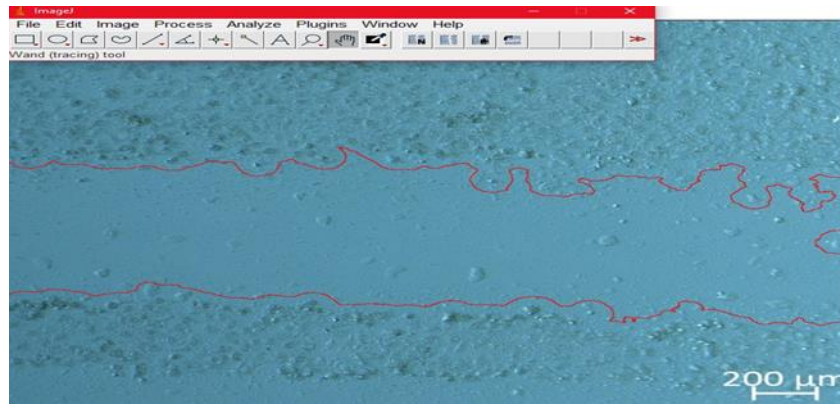 ImageJ
File Edit Image Process Analyze Plugins Window Help
Wand (tracing) tool
200 µm